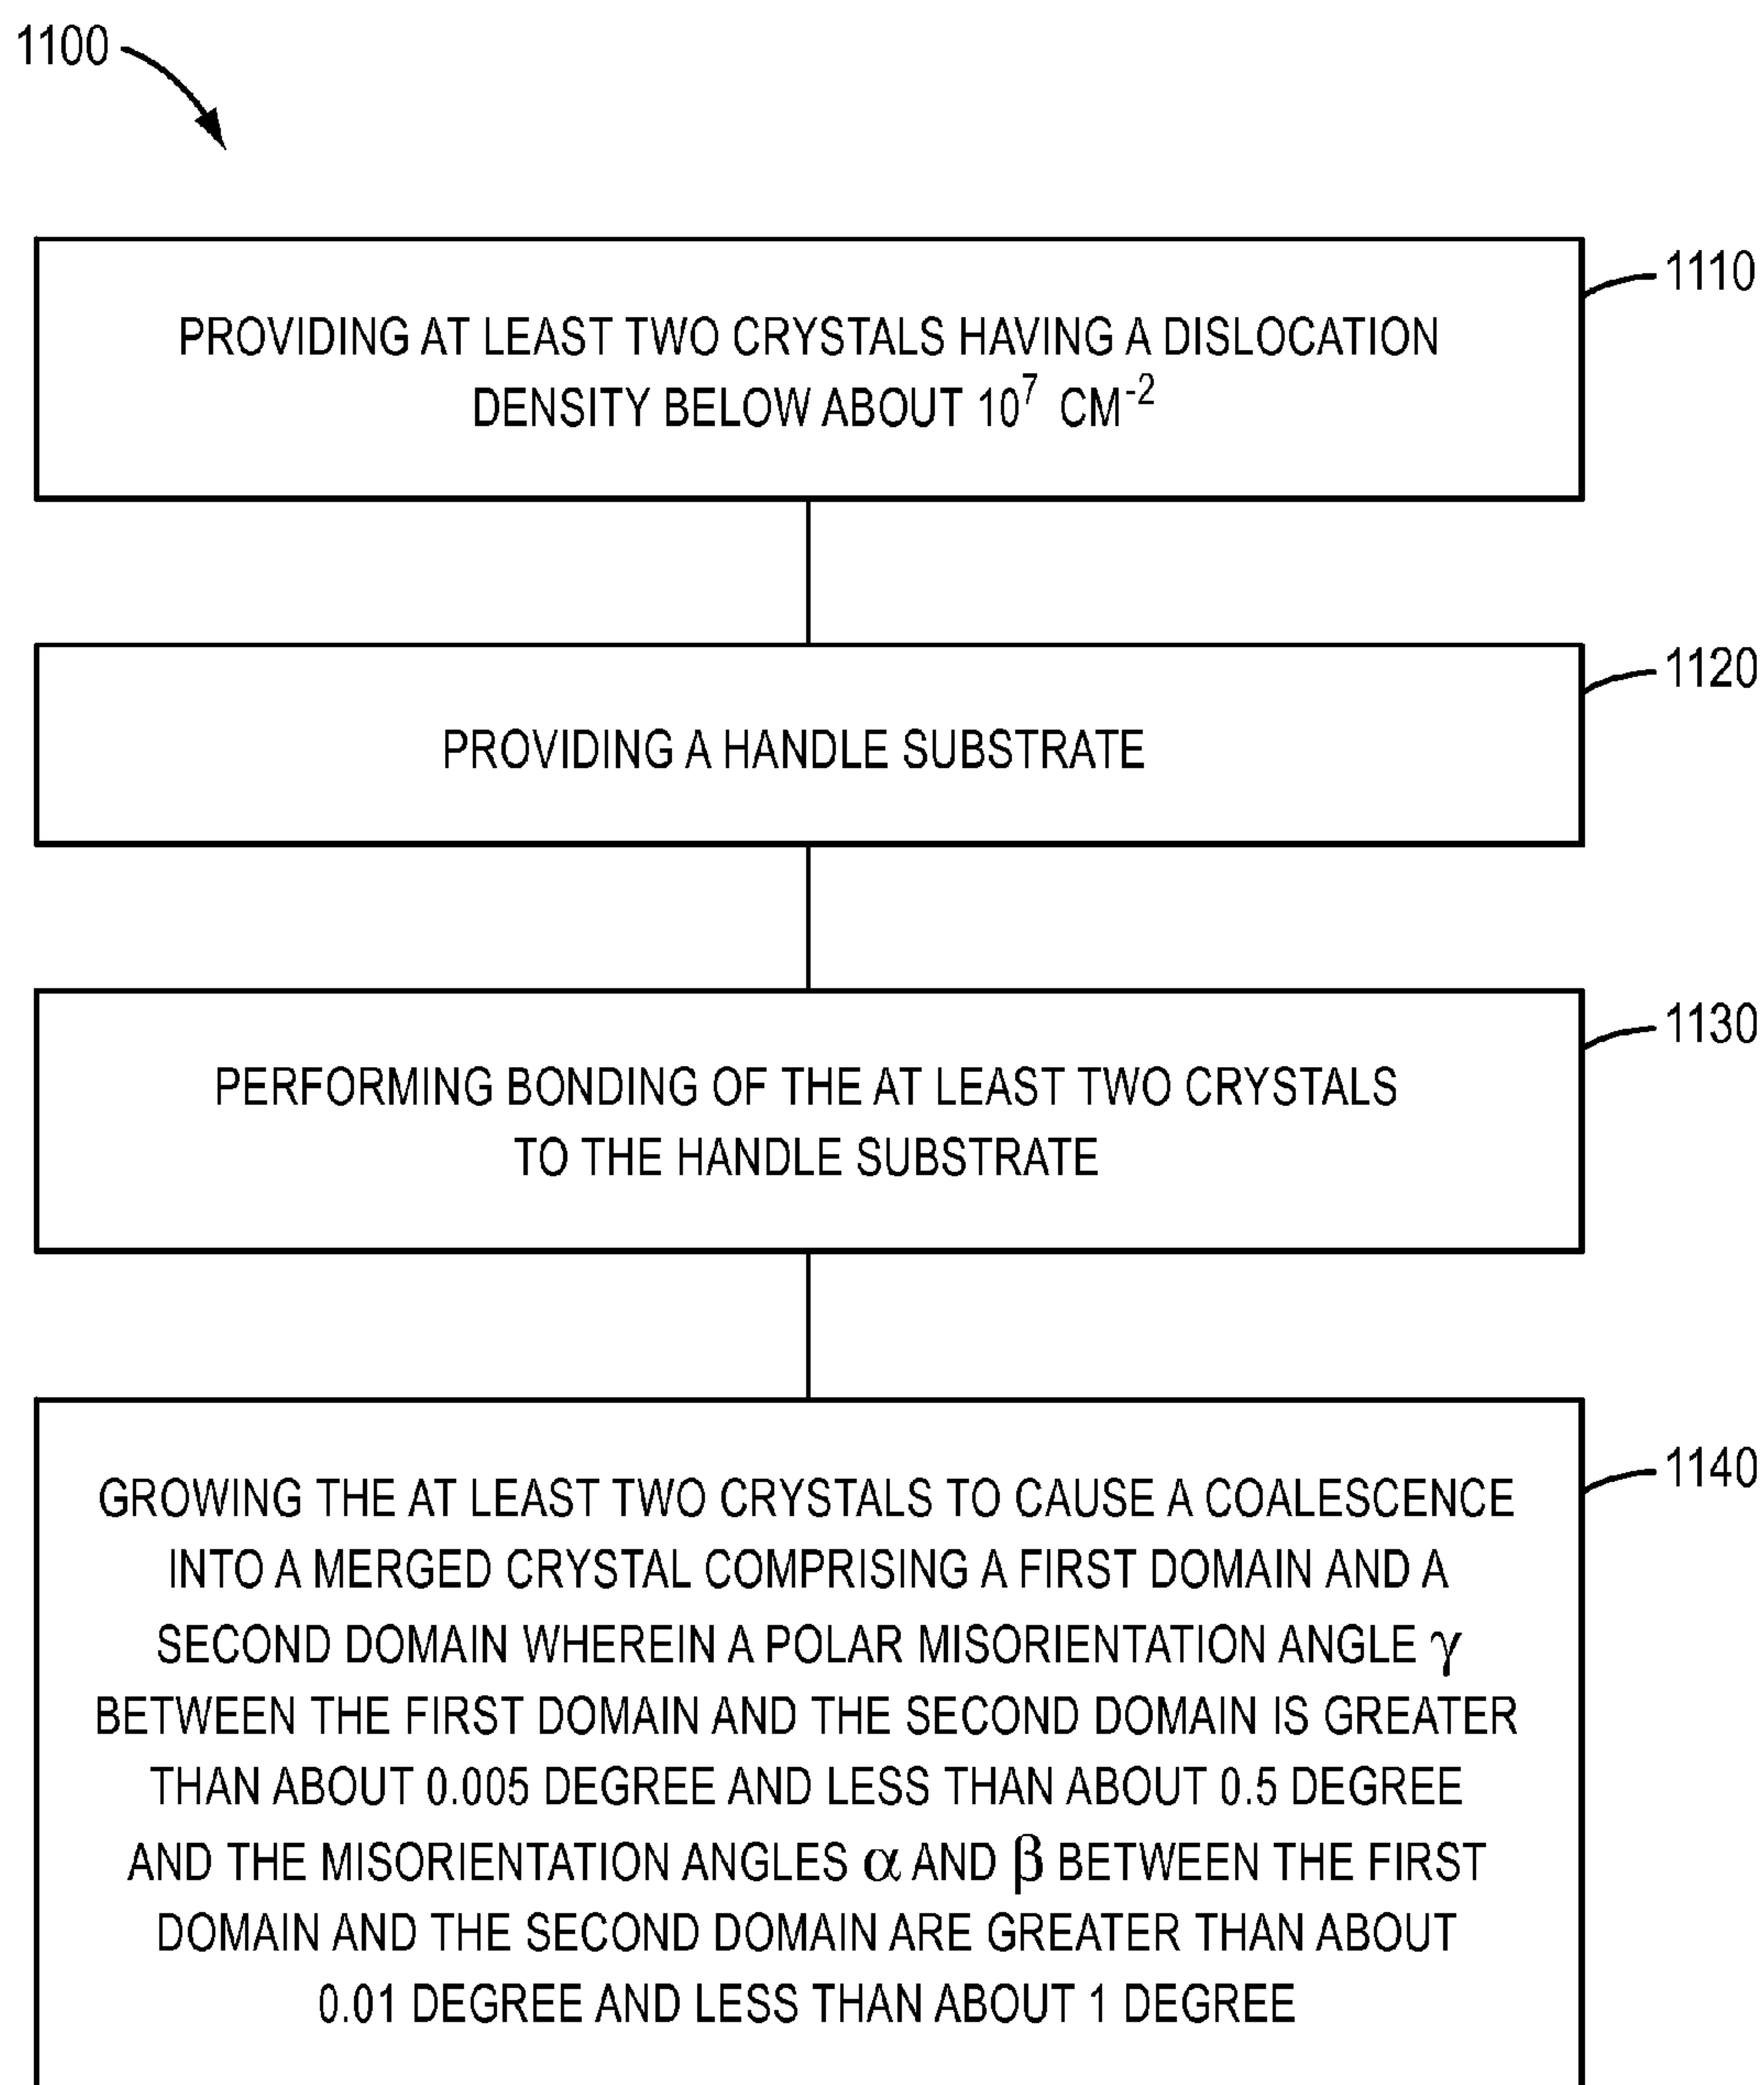 1100
1110
PROVIDING AT LEAST TWO CRYSTALS HAVING A DISLOCATION
DENSITY BELOW ABOUT 10⁷ CM⁻²
1120
PROVIDING A HANDLE SUBSTRATE
1130
PERFORMING BONDING OF THE AT LEAST TWO CRYSTALS
TO THE HANDLE SUBSTRATE
1140
GROWING THE AT LEAST TWO CRYSTALS TO CAUSE A COALESCENCE
INTO A MERGED CRYSTAL COMPRISING A FIRST DOMAIN AND A
SECOND DOMAIN WHEREIN A POLAR MISORIENTATION ANGLE γ
BETWEEN THE FIRST DOMAIN AND THE SECOND DOMAIN IS GREATER
THAN ABOUT 0.005 DEGREE AND LESS THAN ABOUT 0.5 DEGREE
AND THE MISORIENTATION ANGLES α AND β BETWEEN THE FIRST
DOMAIN AND THE SECOND DOMAIN ARE GREATER THAN ABOUT
0.01 DEGREE AND LESS THAN ABOUT 1 DEGREE